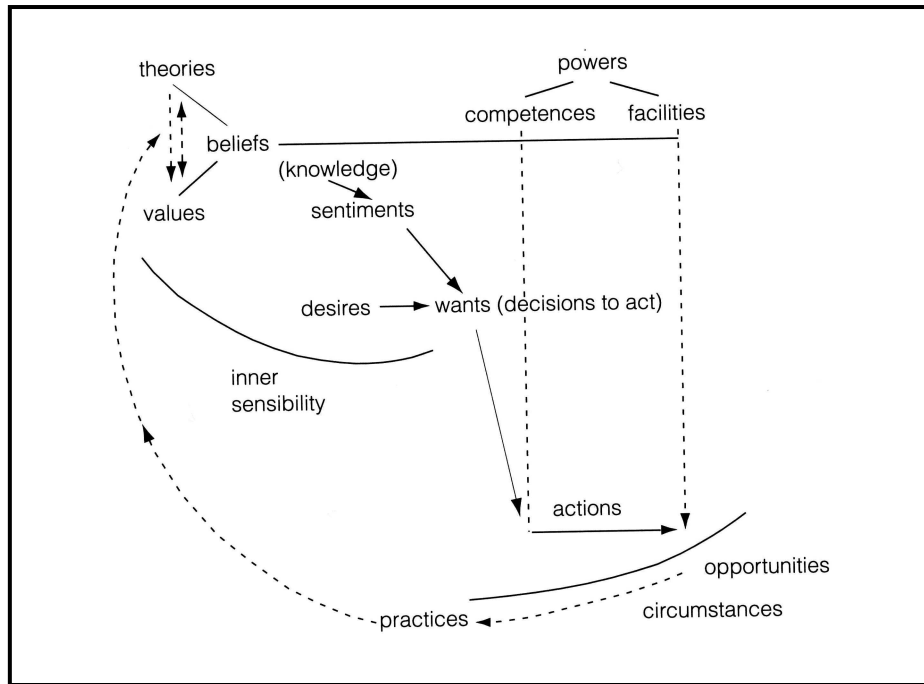 powers
theories
competences facilities
beliefs
(knowledge)
values
sentiments
desires
wants (decisions to act)
inner
sensibility
actions
opportunities
circumstances
practices